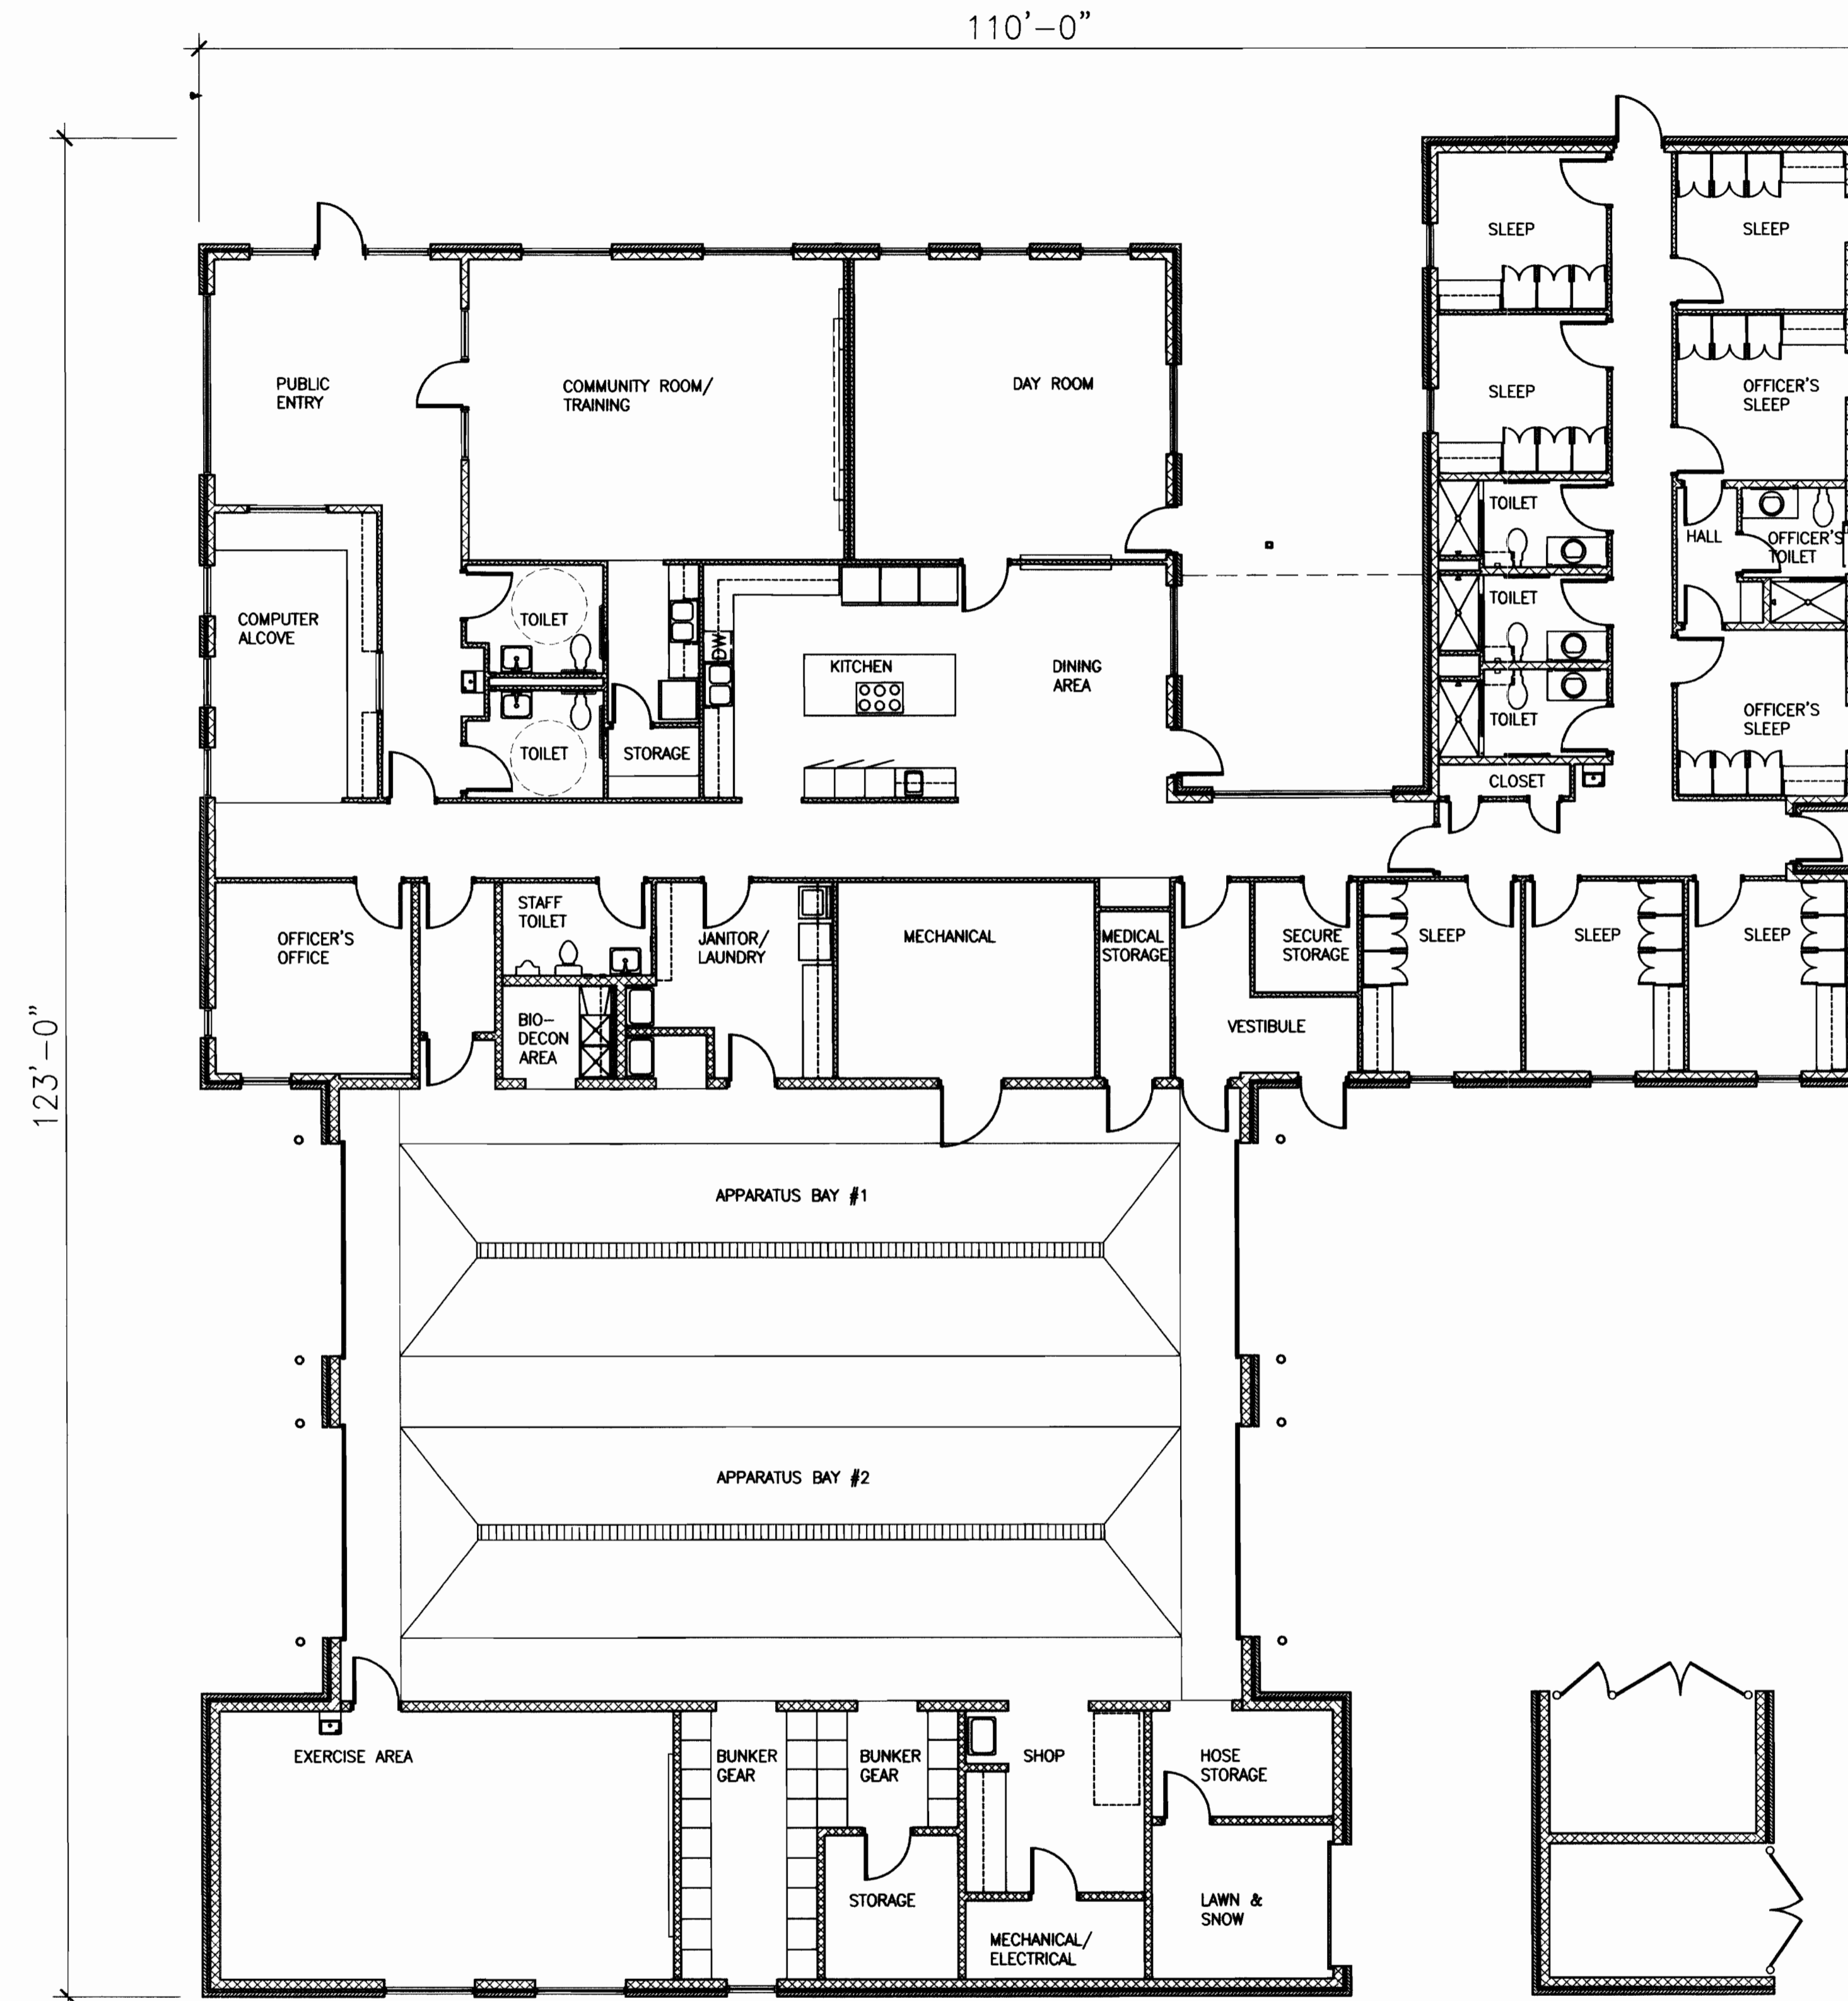 110'-0"
SLEEP
SLEEP
PUBLIC
ENTRY
COMMUNITY ROOM/
TRAINING
DAY ROOM
SLEEP
OFFICER'S
SLEEP
TOILET
HALL
OFFICER'S
TOILET
COMPUTER
ALCOVE
TOILET
TOILET
DW
KITCHEN
DINING
AREA
OFFICER'S
SLEEP
TOILET
TOILET
STORAGE
CLOSET
STAFF
TOILET
OFFICER'S
OFFICE
JANITOR/
LAUNDRY
MECHANICAL
MEDICAL
STORAGE
SECURE
STORAGE
SLEEP
SLEEP
SLEEP
BIO-
DECON
AREA
VESTIBULE
123'-0"
APPARATUS BAY #1
APPARATUS BAY #2
EXERCISE AREA
BUNKER
GEAR
BUNKER
GEAR
SHOP
HOSE
STORAGE
STORAGE
LAWN &
SNOW
MECHANICAL/
ELECTRICAL